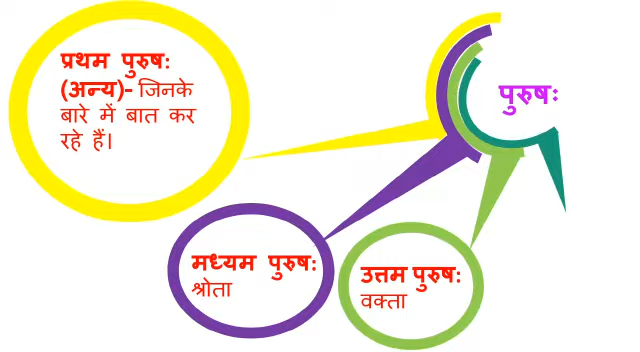 प्रथम पुरुष:
(अन्य)- जिनके
बारे में बात कर
रहे हैं।
पुरुषः
मध्यम पुरुष:
श्रोता
उत्तम पुरुष:
वक्ता